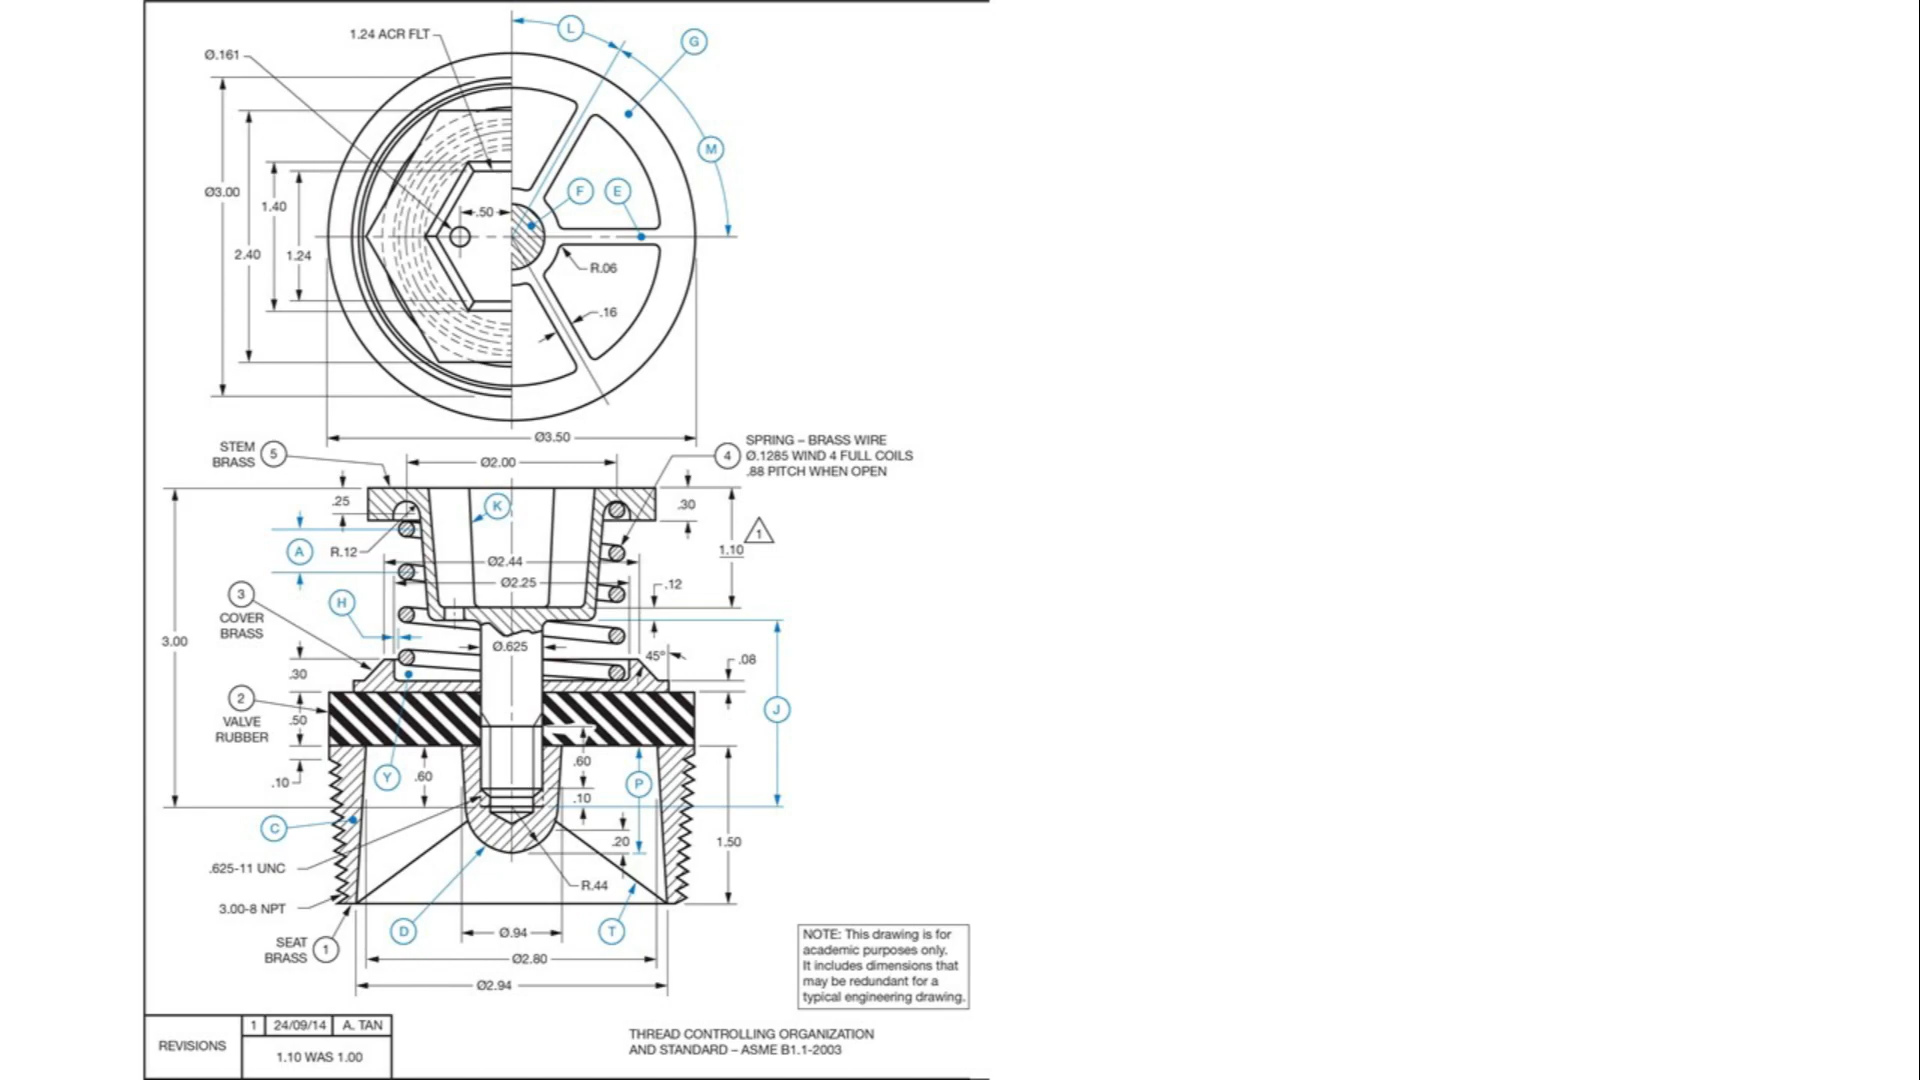 L
G
1.24 ACR FLT
Ø.161
M
Ø3.00
F
E
1.40
.50
2.40
1.24
R.06
.16
Ø3.50
STEM
BRASS
5
Ø2.00
4
SPRING – BRASS WIRE
Ø.1285 WIND 4 FULL COILS
.88 PITCH WHEN OPEN
.25
K
.30
1
A
R.12
1.10
Ø2.44
Ø2.25
.12
3
COVER
BRASS
H
3.00
Ø.625
45°
.08
.30
2
VALVE
RUBBER
.50
J
Y
.60
.60
P
.10
.10
C
.20
1.50
.625-11 UNC
R.44
3.00-8 NPT
D
T
SEAT
BRASS
1
Ø.94
Ø2.80
Ø2.94
NOTE: This drawing is for
academic purposes only.
It includes dimensions that
may be redundant for a
typical engineering drawing.
REVISIONS
1
24/09/14
A. TAN
1.10 WAS 1.00
THREAD CONTROLLING ORGANIZATION
AND STANDARD – ASME B1.1-2003